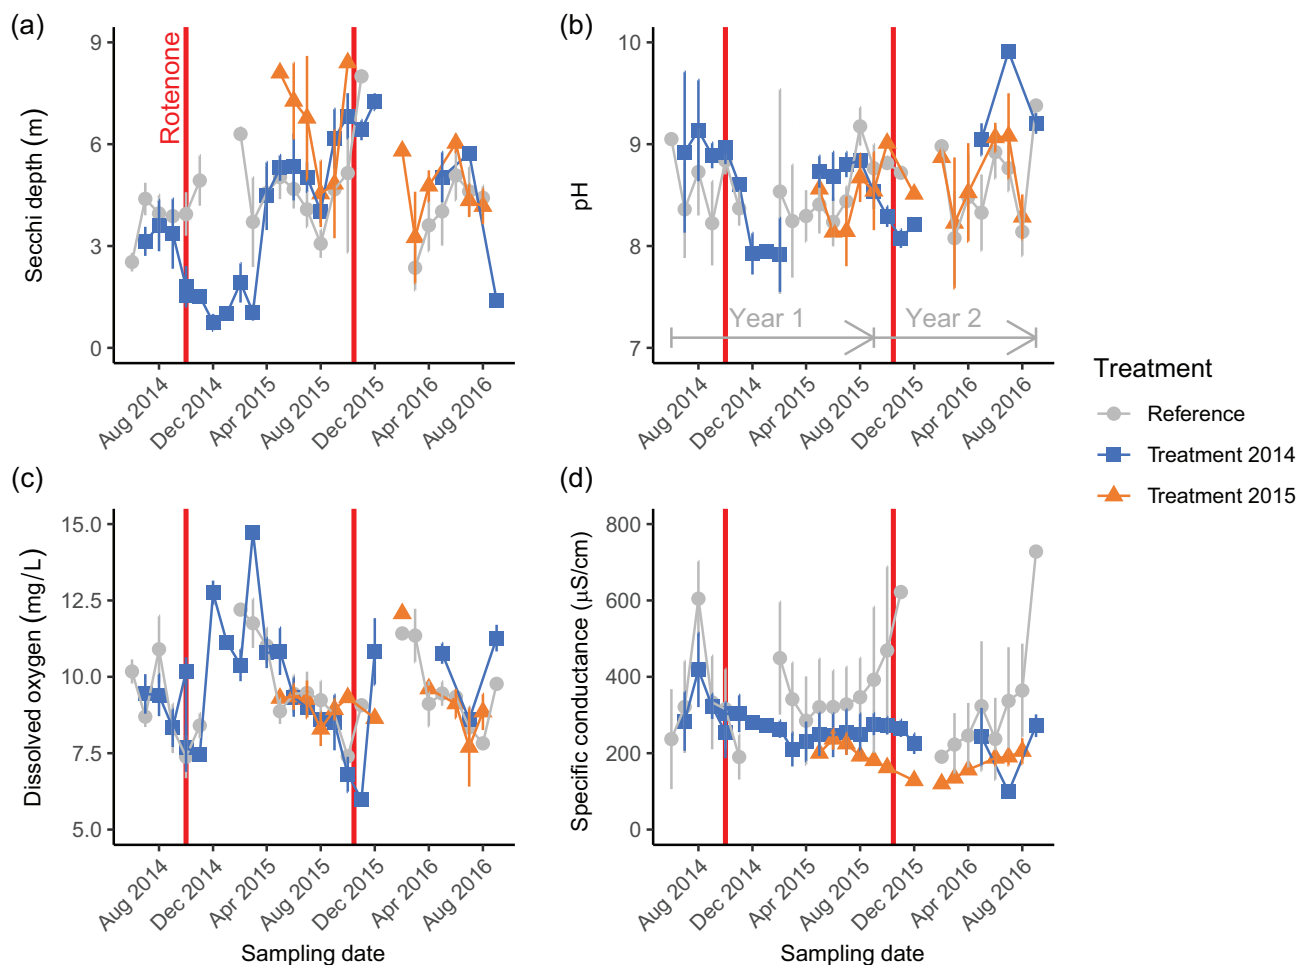 (a)
Secchi depth (m)
9
6
3
0
Rotenone
Aug 2014
Dec 2014
Apr 2015
Aug 2015
Dec 2015
Apr 2016
Aug 2016
(b)
pH
10
9
8
7
Year 1
Year 2
Aug 2014
Dec 2014
Apr 2015
Aug 2015
Dec 2015
Apr 2016
Aug 2016
Treatment
Reference
Treatment 2014
Treatment 2015
(c)
Dissolved oxygen (mg/L)
15.0
12.5
10.0
7.5
5.0
Aug 2014
Dec 2014
Apr 2015
Aug 2015
Dec 2015
Apr 2016
Aug 2016
Sampling date
(d)
Specific conductance (μS/cm)
800
600
400
200
0
Aug 2014
Dec 2014
Apr 2015
Aug 2015
Dec 2015
Apr 2016
Aug 2016
Sampling date